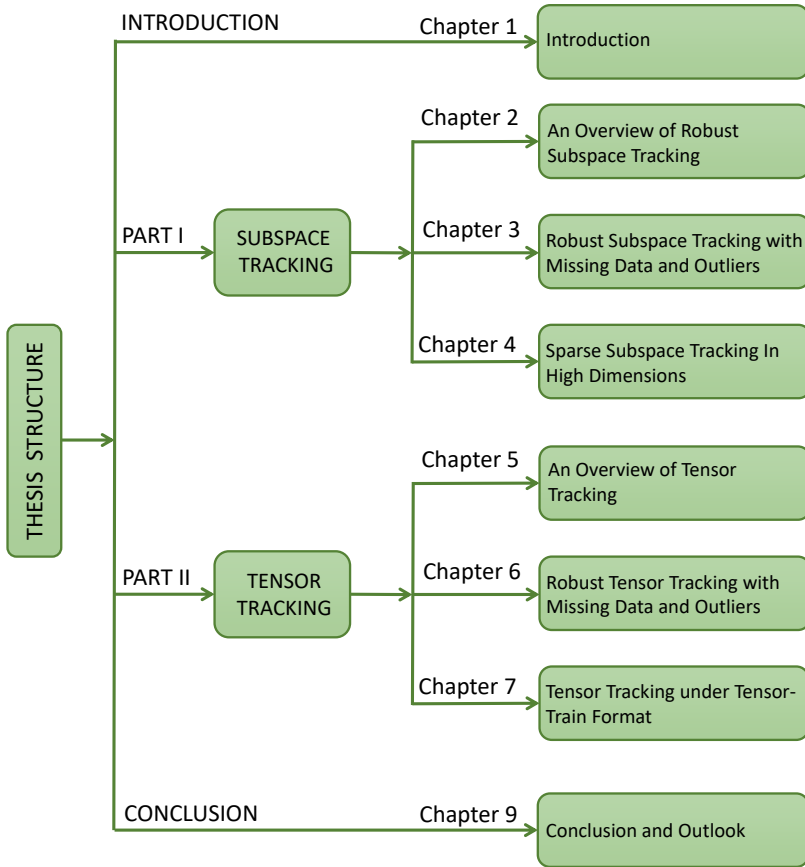 THESIS STRUCTURE
INTRODUCTION
Chapter 1
Introduction
PART I
SUBSPACE
TRACKING
Chapter 2
An Overview of Robust
Subspace Tracking
Chapter 3
Robust Subspace Tracking with
Missing Data and Outliers
Chapter 4
Sparse Subspace Tracking In
High Dimensions
PART II
TENSOR
TRACKING
Chapter 5
An Overview of Tensor
Tracking
Chapter 6
Robust Tensor Tracking with
Missing Data and Outliers
Chapter 7
Tensor Tracking under Tensor-
Train Format
CONCLUSION
Chapter 9
Conclusion and Outlook